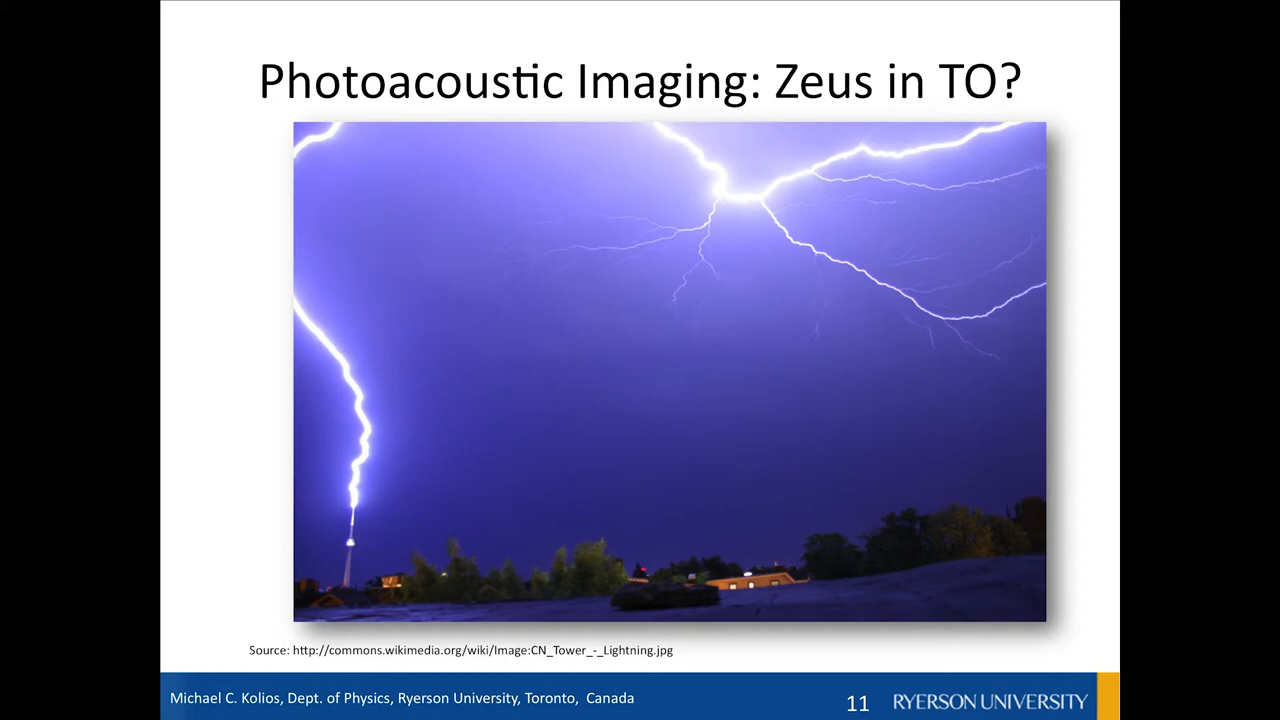 Photoacoustic Imaging: Zeus in TO?
Source: http://commons.wikimedia.org/wiki/Image:CN_Tower_-_Lightning.jpg
Michael C. Kolios, Dept. of Physics, Ryerson University, Toronto, Canada
11
RYERSON UNIVERSITY